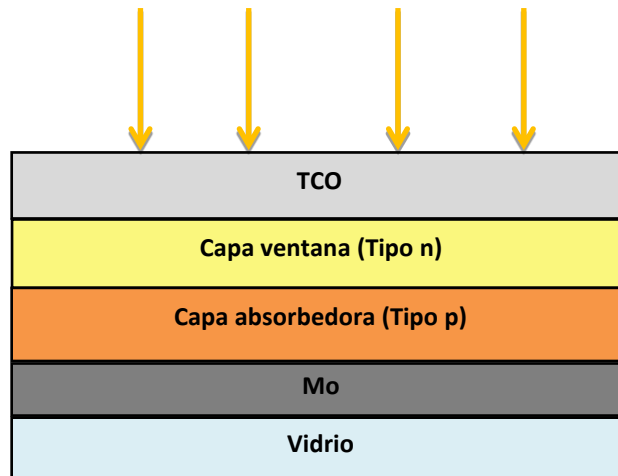 TCO
Capa ventana (Tipo n)
Capa absorbedora (Tipo p)
Mo
Vidrio